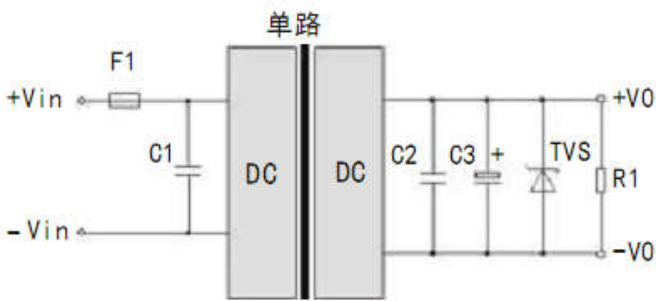 单路
F1
+Vin
C1
-Vin
DC
DC
C2
C3
+
TVS
R1
+VO
-VO